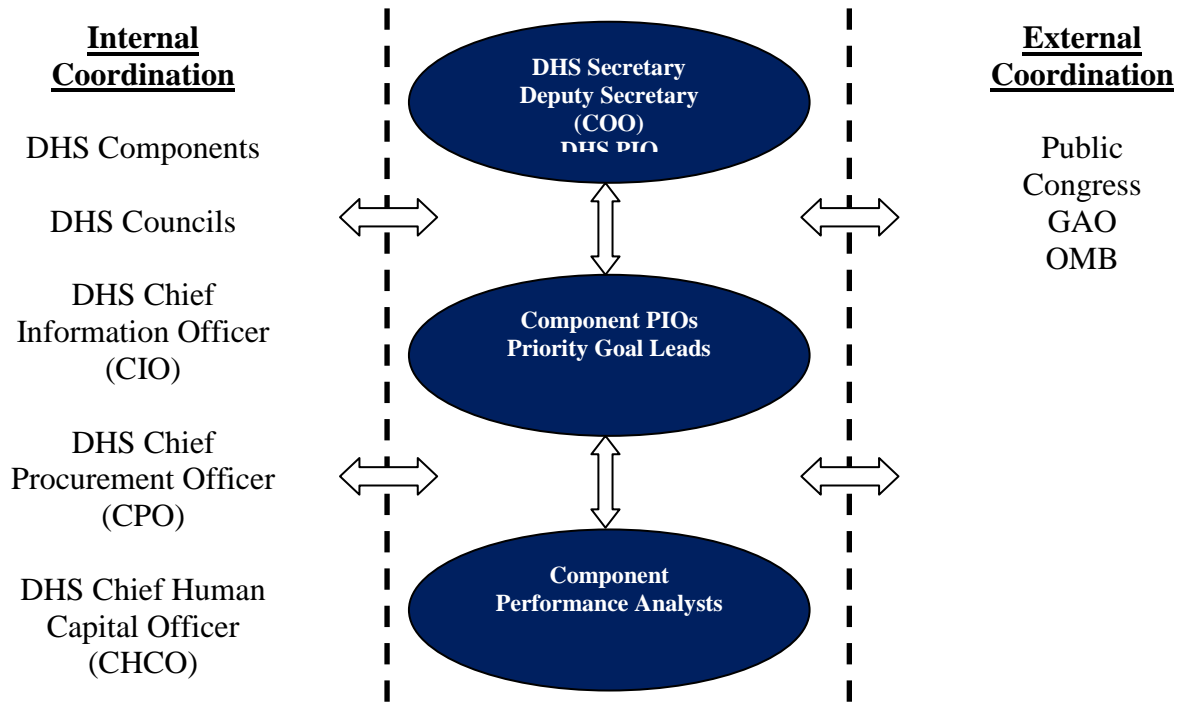 Internal
Coordination
DHS Components
DHS Councils
DHS Chief
Information Officer
(CIO)
DHS Chief
Procurement Officer
(CPO)
DHS Chief Human
Capital Officer
(CHCO)
DHS Secretary
Deputy Secretary
(COO)
DHS PIO
Component PIOs
Priority Goal Leads
Component
Performance Analysts
External
Coordination
Public
Congress
GAO
OMB